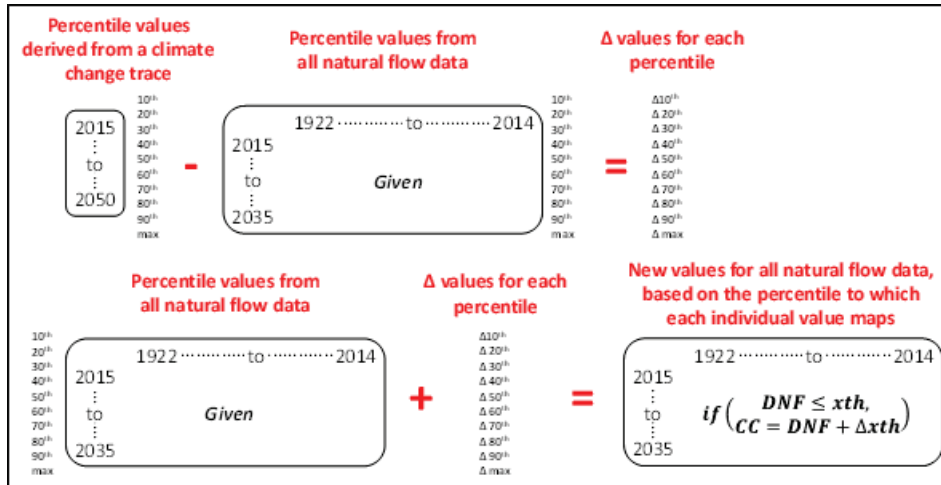 Percentile values
derived from a climate
change trace
Percentile values from
all natural flow data
Δ values for each
percentile
2015
to
2050
10th
20th
30th
40th
50th
60th
70th
80th
90th
max
-
1922 ············ to ············ 2014
2015
to
2035
Given
10th
20th
30th
40th
50th
60th
70th
80th
90th
max
=
Δ10th
Δ 20th
Δ 30th
Δ 40th
Δ 50th
Δ 60th
Δ 70th
Δ 80th
Δ 90th
Δ max
Percentile values from
all natural flow data
Δ values for each
percentile
New values for all natural flow data,
based on the percentile to which
each individual value maps
10th
20th
30th
40th
50th
60th
70th
80th
90th
max
1922 ············ to ············ 2014
2015
to
2035
Given
+
Δ10th
Δ 20th
Δ 30th
Δ 40th
Δ 50th
Δ 60th
Δ 70th
Δ 80th
Δ 90th
Δ max
=
1922 ············ to ············ 2014
2015
to
2035
if ( DNF ≤ xth,
CC = DNF + Δxth )